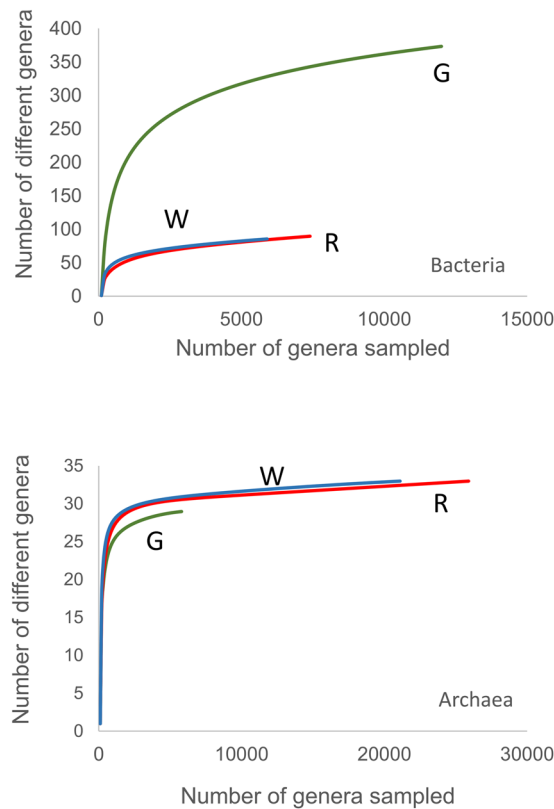 400
350
300
250
200
150
100
50
0
Number of different genera
G
W
R
Bacteria
0 5000 10000 15000
Number of genera sampled
35
30
25
20
15
10
5
0
Number of different genera
W
R
G
Archaea
0 10000 20000 30000
Number of genera sampled